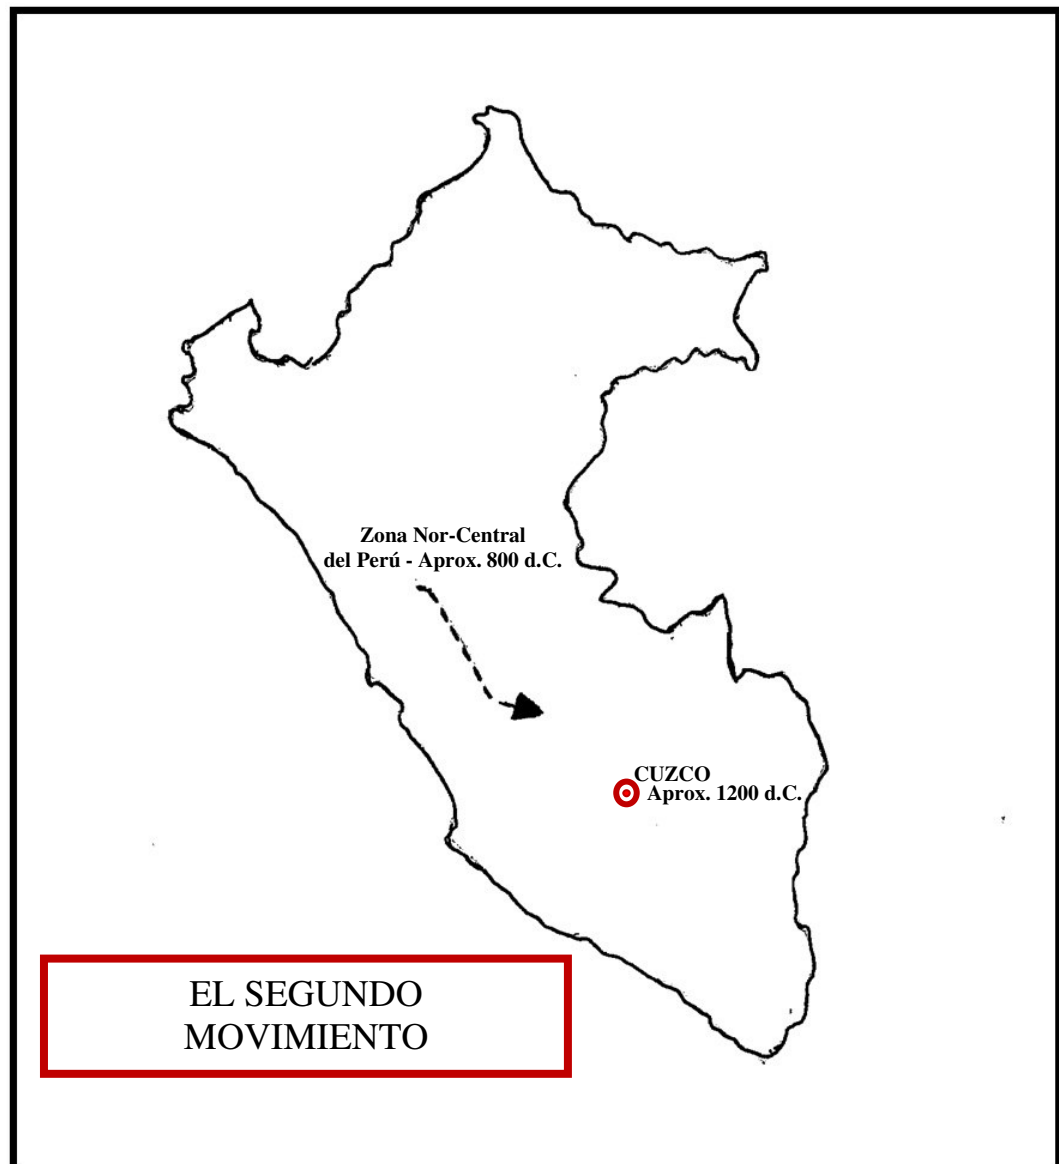 Zona Nor-Central
del Perú - Aprox. 800 d.C.
CUZCO
Aprox. 1200 d.C.
EL SEGUNDO
MOVIMIENTO